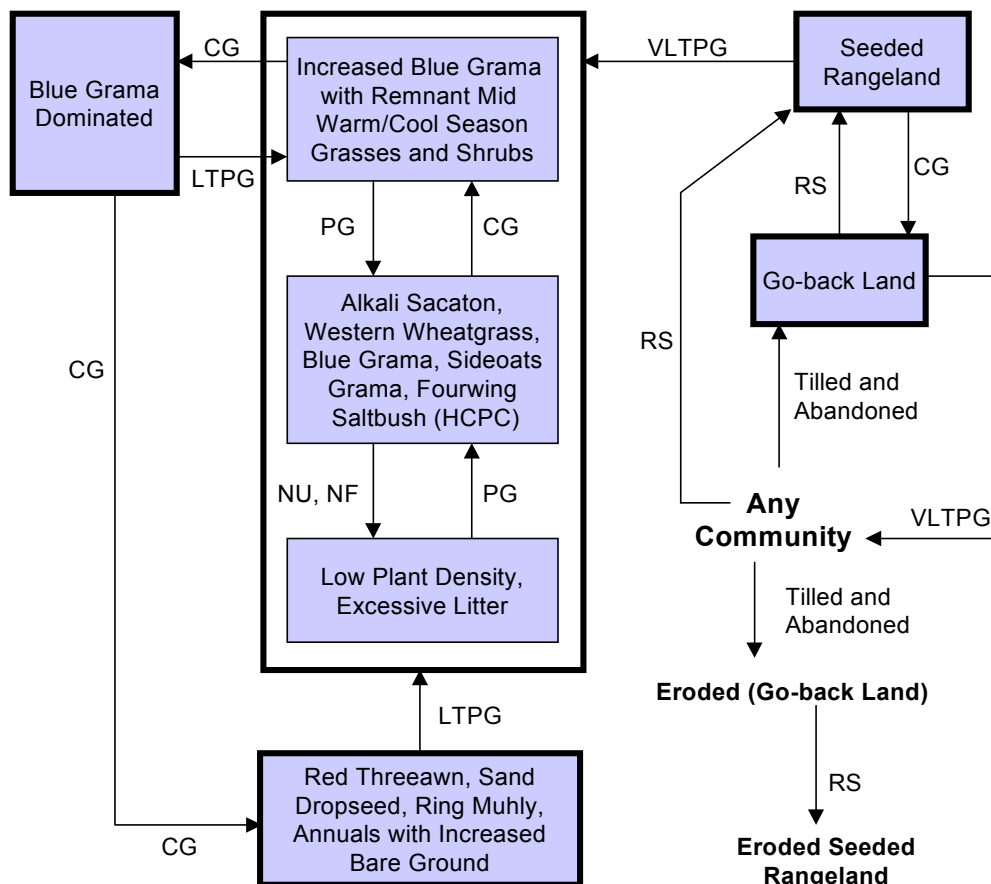 CG
Blue Grama
Dominated
LTPG
Increased Blue Grama
with Remnant Mid
Warm/Cool Season
Grasses and Shrubs
VLTPG
Seeded
Rangeland
PG
CG
RS
CG
Go-back Land
Alkali Sacaton,
Western Wheatgrass,
Blue Grama, Sideoats
Grama, Fourwing
Saltbush (HCPC)
CG
RS
Tilled and
Abandoned
NU, NF
PG
Any
Community
VLTPG
Low Plant Density,
Excessive Litter
Tilled and
Abandoned
Eroded (Go-back Land)
LTPG
RS
Red Threeawn, Sand
Dropseed, Ring Muhly,
Annuals with Increased
Bare Ground
CG
Eroded Seeded
Rangeland